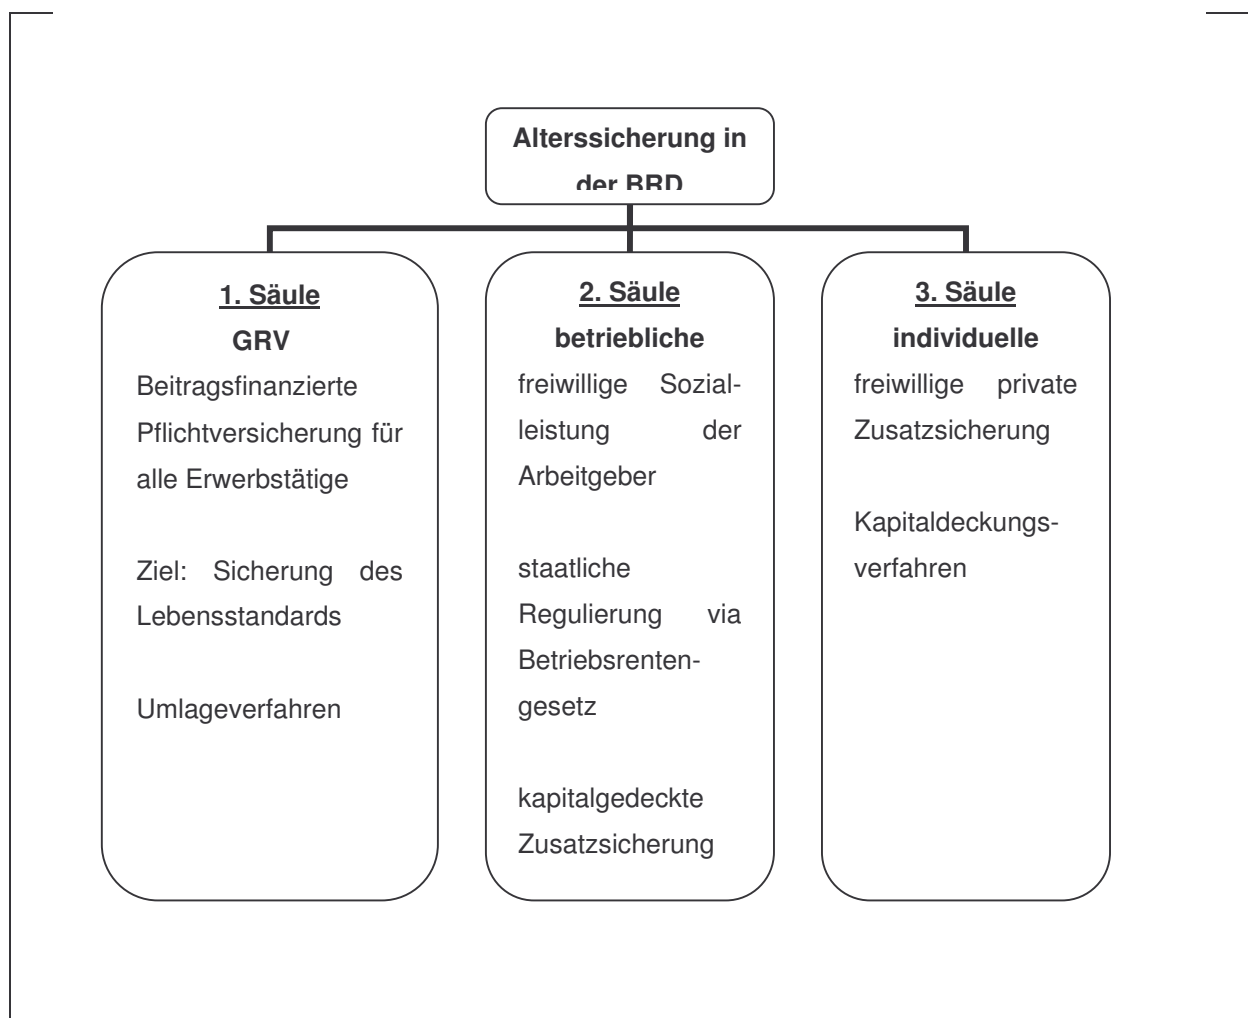 Alterssicherung in
der BRD
1. Säule
GRV
Beitragsfinanzierte
Pflichtversicherung für
alle Erwerbstätige
Ziel: Sicherung des
Lebensstandards
Umlageverfahren
2. Säule
betriebliche
freiwillige Sozial-
leistung der
Arbeitgeber
staatliche
Regulierung via
Betriebsrenten-
gesetz
kapitalgedeckte
Zusatzsicherung
3. Säule
individuelle
freiwillige private
Zusatzsicherung
Kapitaldeckungs-
verfahren